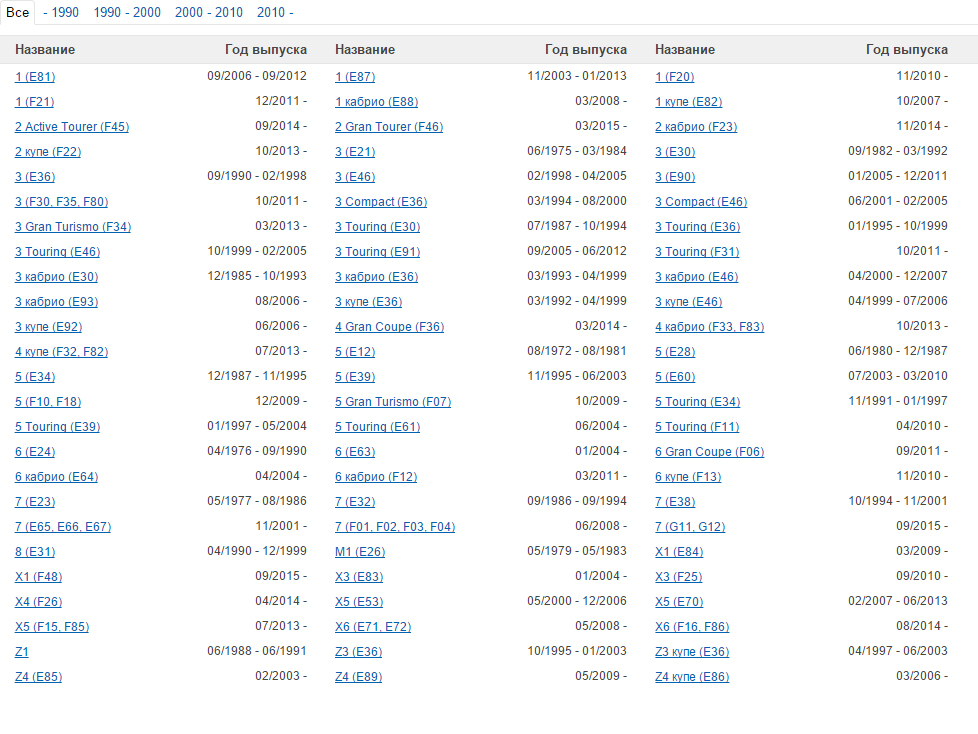 Все - 1990 1990 - 2000 2000 - 2010 2010 -
Название Год выпуска Название Год выпуска Название Год выпуска
1 (E81) 09/2006 - 09/2012 1 (E87) 11/2003 - 01/2013 1 (F20) 11/2010 -
1 (F21) 12/2011 - 1 кабрио (E88) 03/2008 - 1 купе (E82) 10/2007 -
2 Active Tourer (F45) 09/2014 - 2 Gran Tourer (F46) 03/2015 - 2 кабрио (F23) 11/2014 -
2 купе (F22) 10/2013 - 3 (E21) 06/1975 - 03/1984 3 (E30) 09/1982 - 03/1992
3 (E36) 09/1990 - 02/1998 3 (E46) 02/1998 - 04/2005 3 (E90) 01/2005 - 12/2011
3 (F30, F35, F80) 10/2011 - 3 Compact (E36) 03/1994 - 08/2000 3 Compact (E46) 06/2001 - 02/2005
3 Gran Turismo (F34) 03/2013 - 3 Touring (E30) 07/1987 - 10/1994 3 Touring (E36) 01/1995 - 10/1999
3 Touring (E46) 10/1999 - 02/2005 3 Touring (E91) 09/2005 - 06/2012 3 Touring (F31) 10/2011 -
3 кабрио (E30) 12/1985 - 10/1993 3 кабрио (E36) 03/1993 - 04/1999 3 кабрио (E46) 04/2000 - 12/2007
3 кабрио (E93) 08/2006 - 3 купе (E36) 03/1992 - 04/1999 3 купе (E46) 04/1999 - 07/2006
3 купе (E92) 06/2006 - 4 Gran Coupe (F36) 03/2014 - 4 кабрио (F33, F83) 10/2013 -
4 купе (F32, F82) 07/2013 - 5 (E12) 08/1972 - 08/1981 5 (E28) 06/1980 - 12/1987
5 (E34) 12/1987 - 11/1995 5 (E39) 11/1995 - 06/2003 5 (E60) 07/2003 - 03/2010
5 (F10, F18) 12/2009 - 5 Gran Turismo (F07) 10/2009 - 5 Touring (E34) 11/1991 - 01/1997
5 Touring (E39) 01/1997 - 05/2004 5 Touring (E61) 06/2004 - 5 Touring (F11) 04/2010 -
6 (E24) 04/1976 - 09/1990 6 (E63) 01/2004 - 6 Gran Coupe (F06) 09/2011 -
6 кабрио (E64) 04/2004 - 6 кабрио (F12) 03/2011 - 6 купе (F13) 11/2010 -
7 (E23) 05/1977 - 08/1986 7 (E32) 09/1986 - 09/1994 7 (E38) 10/1994 - 11/2001
7 (E65, E66, E67) 11/2001 - 7 (F01, F02, F03, F04) 06/2008 - 7 (G11, G12) 09/2015 -
8 (E31) 04/1990 - 12/1999 M1 (E26) 05/1979 - 05/1983 X1 (E84) 03/2009 -
X1 (F48) 09/2015 - X3 (E83) 01/2004 - X3 (F25) 09/2010 -
X4 (F26) 04/2014 - X5 (E53) 05/2000 - 12/2006 X5 (E70) 02/2007 - 06/2013
X5 (F15, F85) 07/2013 - X6 (E71, E72) 05/2008 - X6 (F16, F86) 08/2014 -
Z1 06/1988 - 06/1991 Z3 (E36) 10/1995 - 01/2003 Z3 купе (E36) 04/1997 - 06/2003
Z4 (E85) 02/2003 - Z4 (E89) 05/2009 - Z4 купе (E86) 03/2006 -